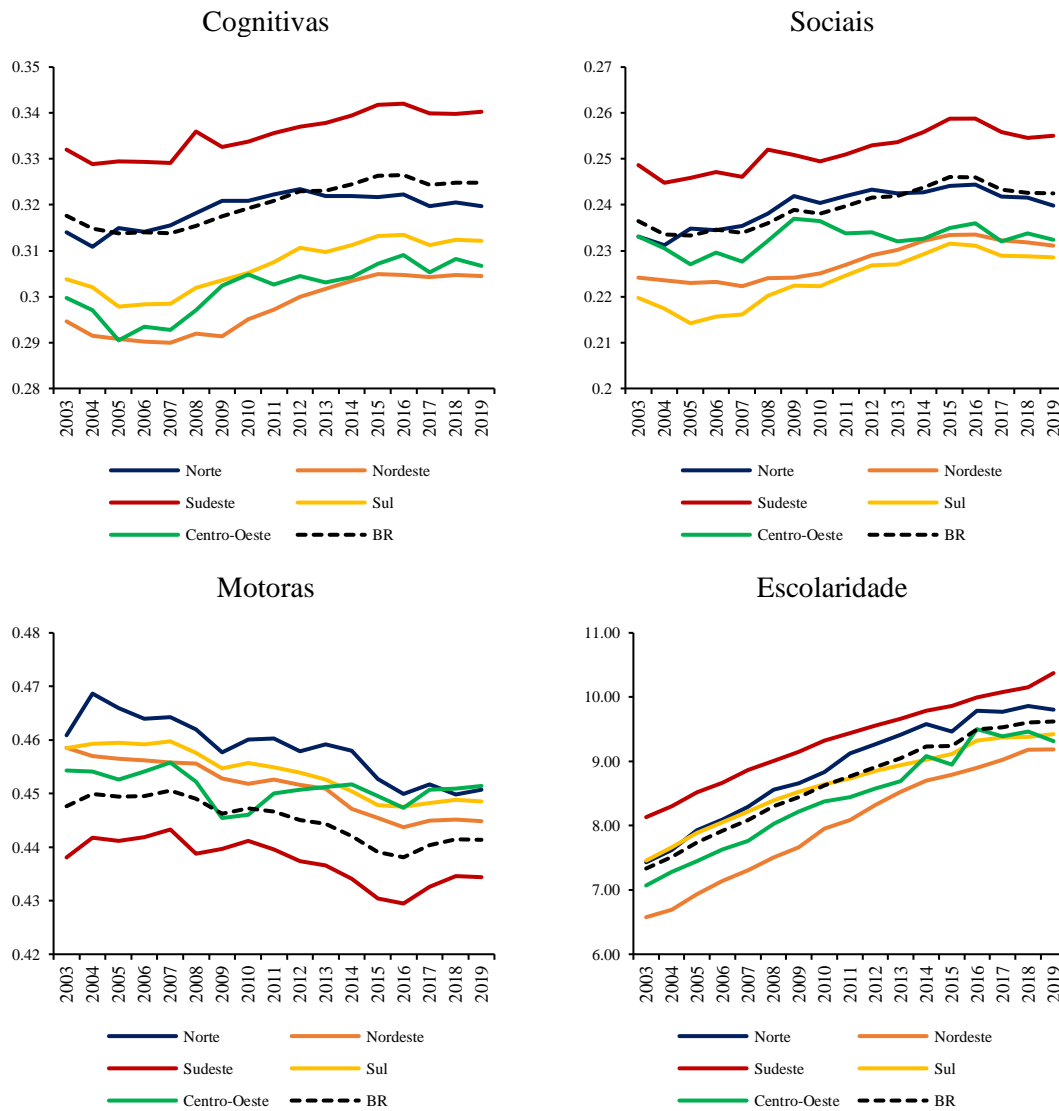 Cognitivas
0.35
0.34
0.33
0.32
0.31
0.3
0.29
0.28
2003 2004 2005 2006 2007 2008 2009 2010 2011 2012 2013 2014 2015 2016 2017 2018 2019
Norte Nordeste
Sudeste Sul
Centro-Oeste BR
Sociais
0.27
0.26
0.25
0.24
0.23
0.22
0.21
0.2
2003 2004 2005 2006 2007 2008 2009 2010 2011 2012 2013 2014 2015 2016 2017 2018 2019
Norte Nordeste
Sudeste Sul
Centro-Oeste BR
Motoras
0.48
0.47
0.46
0.45
0.44
0.43
0.42
2003 2004 2005 2006 2007 2008 2009 2010 2011 2012 2013 2014 2015 2016 2017 2018 2019
Norte Nordeste
Sudeste Sul
Centro-Oeste BR
Escolaridade
11.00
10.00
9.00
8.00
7.00
6.00
2003 2004 2005 2006 2007 2008 2009 2010 2011 2012 2013 2014 2015 2016 2017 2018 2019
Norte Nordeste
Sudeste Sul
Centro-Oeste BR